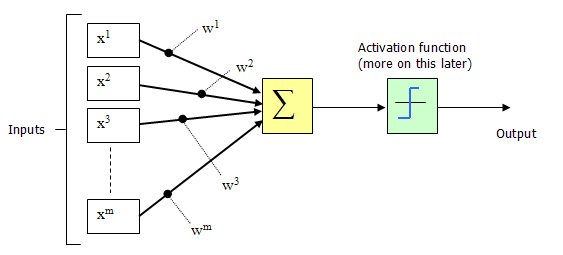 Inputs
x¹
x²
x³
xᵐ
w¹
w²
w³
wᵐ
∑
Activation function
(more on this later)
Output